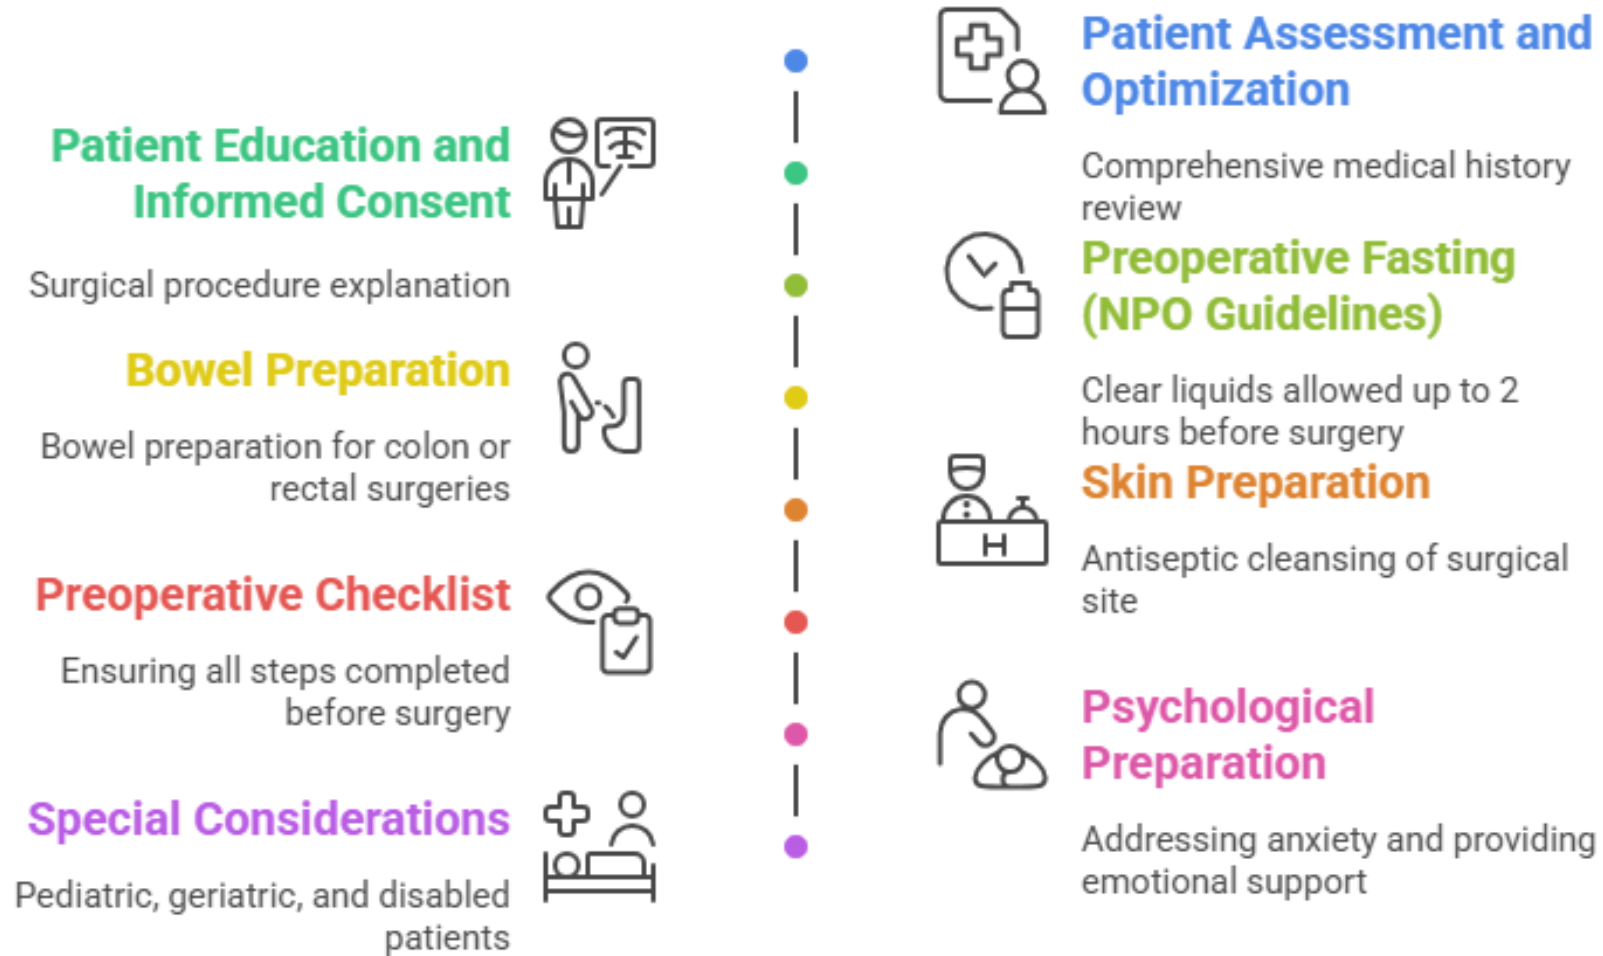 Patient Assessment and
Optimization
Comprehensive medical history
review
Patient Education and
Informed Consent
Surgical procedure explanation
Preoperative Fasting
(NPO Guidelines)
Clear liquids allowed up to 2
hours before surgery
Bowel Preparation
Bowel preparation for colon or
rectal surgeries
Skin Preparation
Antiseptic cleansing of surgical
site
H
Preoperative Checklist
Ensuring all steps completed
before surgery
Psychological
Preparation
Addressing anxiety and providing
emotional support
Special Considerations
Pediatric, geriatric, and disabled
patients